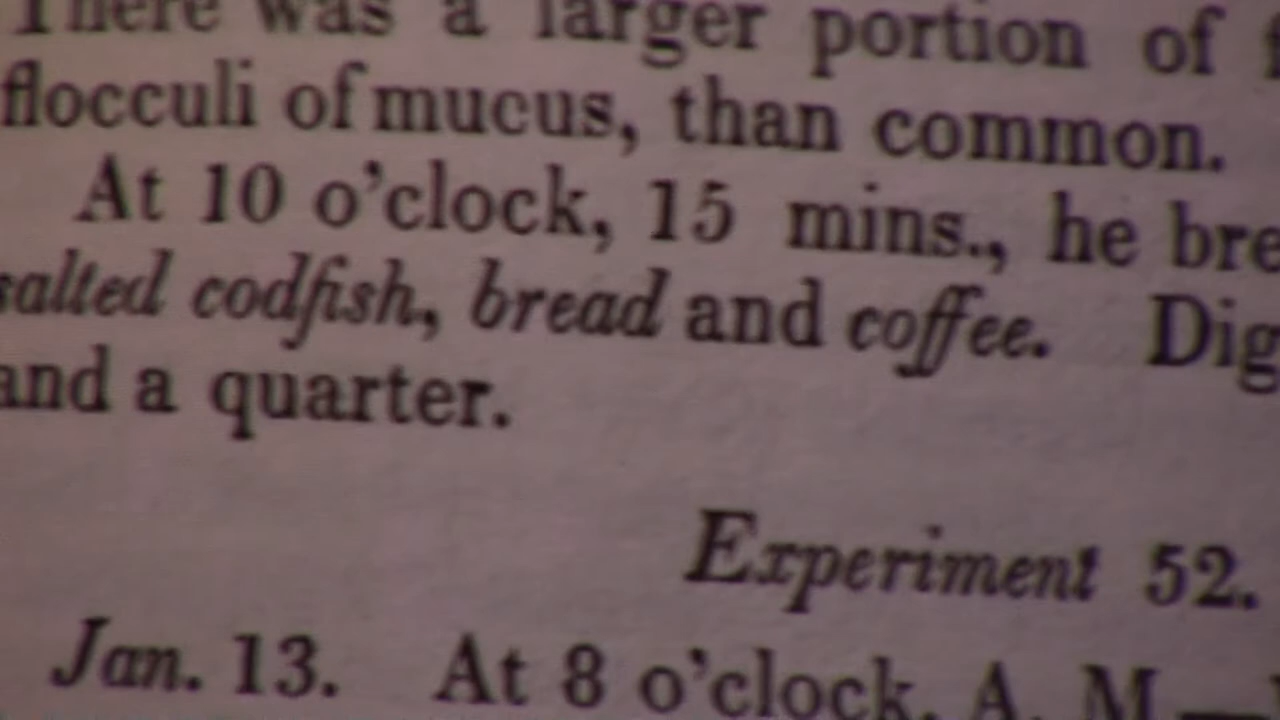 There was a larger portion of
flocculi of mucus, than common.
At 10 o'clock, 15 mins., he bre
salted codfish, bread and coffee. Dig
and a quarter.
Experiment 52.
Jan. 13. At 8 o'clock, A. M.—